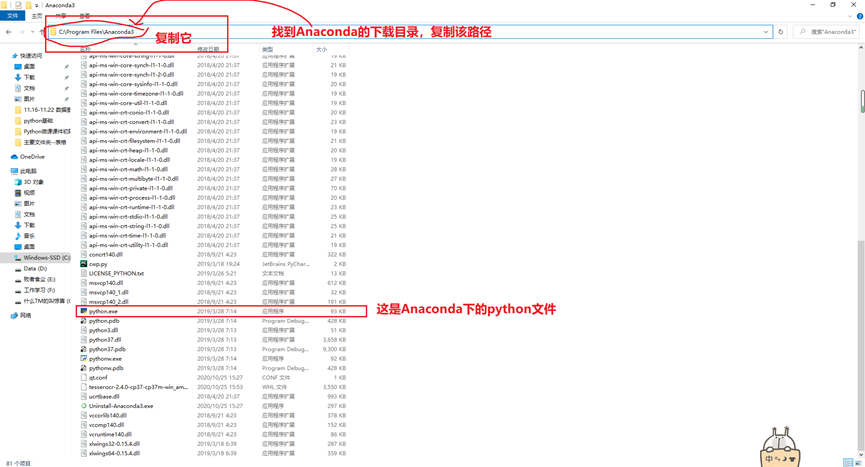 Anaconda3
文件 主页 共享 查看
C:\Program Files\Anaconda3
搜索"Anaconda3"
找到Anaconda的下载目录，复制该路径
复制它
名称 修改日期 类型 大小
快速访问
桌面
下载
文档
图片
11.16-11.22 数据
python基础
Python微课课件初
主要文件夹--表格
OneDrive
此电脑
3D 对象
视频
图片
文档
下载
音乐
桌面
Windows-SSD (C:)
Data (D:)
败者食尘 (E:)
工作学习 (F:)
什么TM的叫惊喜 (
网络
api-ms-win-core-string-l1-1-0.dll 2018/4/20 21:37 应用程序扩展 19 KB
api-ms-win-core-synch-l1-1-0.dll 2018/4/20 21:37 应用程序扩展 21 KB
api-ms-win-core-synch-l1-2-0.dll 2018/4/20 21:37 应用程序扩展 19 KB
api-ms-win-core-sysinfo-l1-1-0.dll 2018/4/20 21:37 应用程序扩展 20 KB
api-ms-win-core-timezone-l1-1-0.dll 2018/4/20 21:37 应用程序扩展 19 KB
api-ms-win-core-util-l1-1-0.dll 2018/4/20 21:37 应用程序扩展 19 KB
api-ms-win-crt-conio-l1-1-0.dll 2018/4/20 21:37 应用程序扩展 20 KB
api-ms-win-crt-convert-l1-1-0.dll 2018/4/20 21:37 应用程序扩展 23 KB
api-ms-win-crt-environment-l1-1-0.dll 2018/4/20 21:37 应用程序扩展 19 KB
api-ms-win-crt-filesystem-l1-1-0.dll 2018/4/20 21:37 应用程序扩展 21 KB
api-ms-win-crt-heap-l1-1-0.dll 2018/4/20 21:37 应用程序扩展 20 KB
api-ms-win-crt-locale-l1-1-0.dll 2018/4/20 21:37 应用程序扩展 19 KB
api-ms-win-crt-math-l1-1-0.dll 2018/4/20 21:37 应用程序扩展 28 KB
api-ms-win-crt-multibyte-l1-1-0.dll 2018/4/20 21:37 应用程序扩展 27 KB
api-ms-win-crt-private-l1-1-0.dll 2018/4/20 21:37 应用程序扩展 70 KB
api-ms-win-crt-process-l1-1-0.dll 2018/4/20 21:37 应用程序扩展 20 KB
api-ms-win-crt-runtime-l1-1-0.dll 2018/4/20 21:37 应用程序扩展 23 KB
api-ms-win-crt-stdio-l1-1-0.dll 2018/4/20 21:37 应用程序扩展 25 KB
api-ms-win-crt-string-l1-1-0.dll 2018/4/20 21:37 应用程序扩展 25 KB
api-ms-win-crt-time-l1-1-0.dll 2018/4/20 21:37 应用程序扩展 21 KB
api-ms-win-crt-utility-l1-1-0.dll 2018/4/20 21:37 应用程序扩展 19 KB
concrt140.dll 2018/9/21 4:23 应用程序扩展 322 KB
cwp.py 2019/3/18 19:24 JetBrains PyChar... 2 KB
LICENSE_PYTHON.txt 2019/3/26 5:21 文本文档 13 KB
msvcp140.dll 2018/9/21 4:23 应用程序扩展 612 KB
msvcp140_1.dll 2018/9/21 4:23 应用程序扩展 32 KB
msvcp140_2.dll 2018/9/21 4:23 应用程序扩展 191 KB
python.exe 2019/3/28 7:14 应用程序 93 KB
这是Anaconda下的python文件
python.pdb 2019/3/28 7:14 Program Debug... 428 KB
python3.dll 2019/3/28 7:13 应用程序扩展 51 KB
python37.dll 2019/3/28 7:13 应用程序扩展 3,658 KB
python37.pdb 2019/3/28 7:13 Program Debug... 9,300 KB
pythonw.exe 2019/3/28 7:14 应用程序 92 KB
pythonw.pdb 2019/3/28 7:14 Program Debug... 428 KB
qt.conf 2020/10/25 15:27 CONF 文件 1 KB
tesserocr-2.4.0-cp37-cp37m-win_am... 2020/10/25 15:53 WHL 文件 3,550 KB
ucrtbase.dll 2018/4/20 21:37 应用程序扩展 993 KB
Uninstall-Anaconda3.exe 2020/10/25 15:27 应用程序 297 KB
vccorlib140.dll 2018/9/21 4:23 应用程序扩展 378 KB
vcomp140.dll 2018/9/21 4:23 应用程序扩展 152 KB
vcruntime140.dll 2018/9/21 4:23 应用程序扩展 86 KB
xlwings32-0.15.4.dll 2019/3/18 6:39 应用程序扩展 287 KB
xlwings64-0.15.4.dll 2019/3/18 6:39 应用程序扩展 359 KB
81 个项目
中